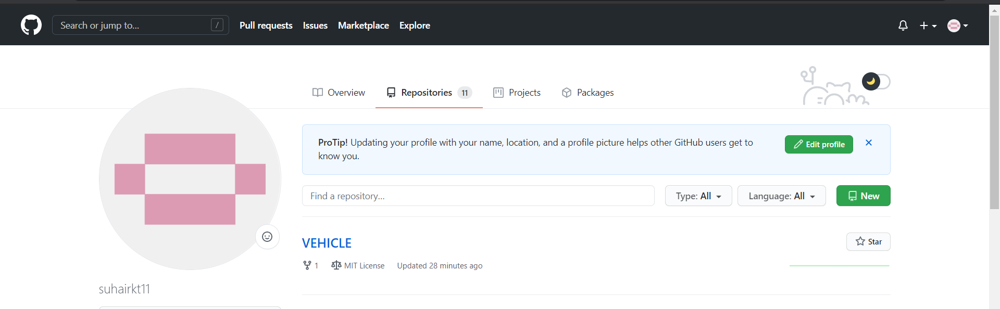 Search or jump to... /
Pull requests Issues Marketplace Explore
Overview Repositories 11 Projects Packages
ProTip! Updating your profile with your name, location, and a profile picture helps other GitHub users get to
know you.
Edit profile
Find a repository...
Type: All
Language: All
New
VEHICLE
Star
1 MIT License Updated 28 minutes ago
suhairkt11